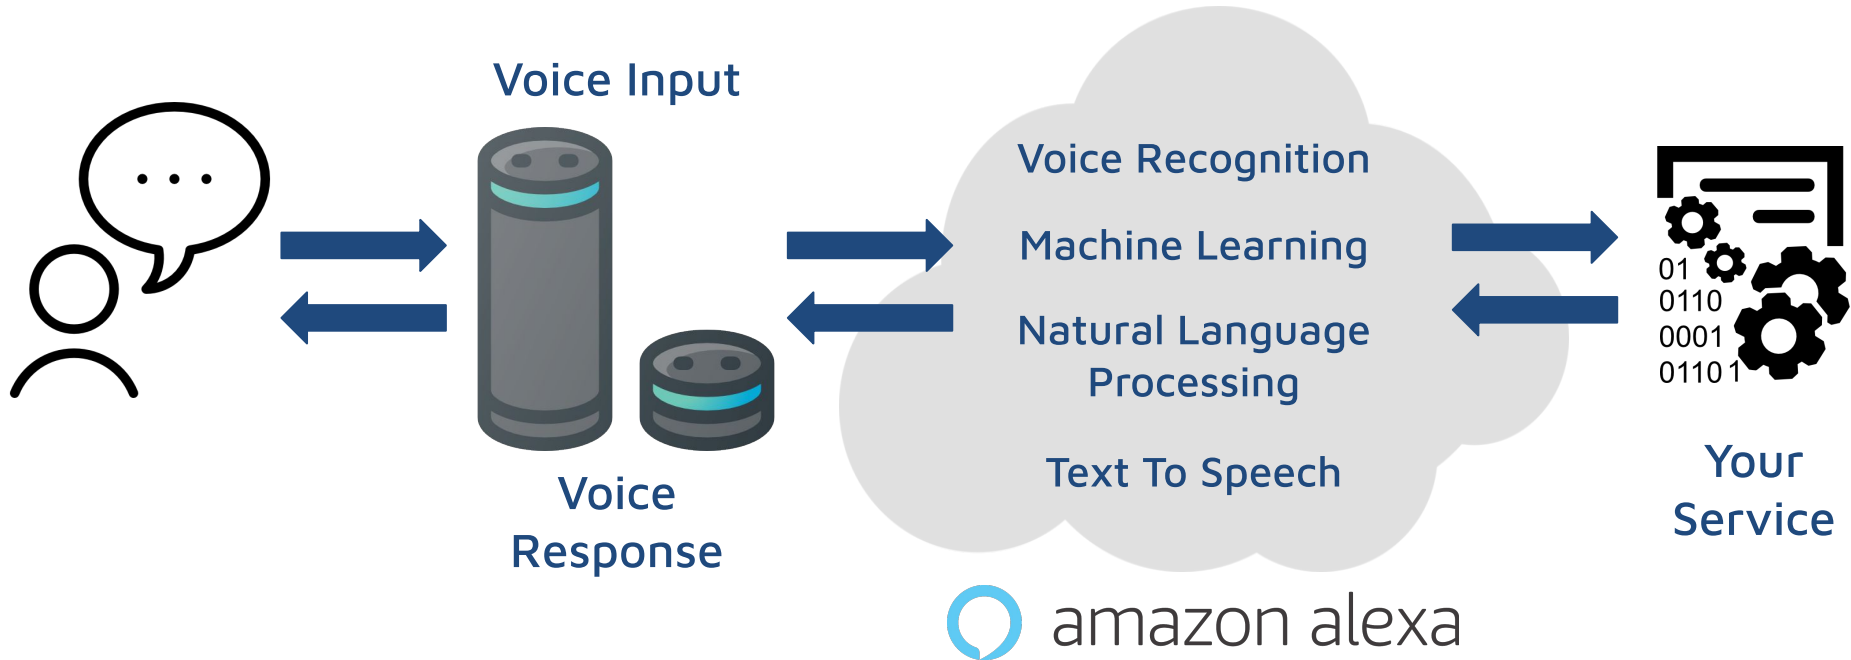 Voice Input
Voice
Response
Voice Recognition
Machine Learning
Natural Language
Processing
Text To Speech
amazon alexa
01
0110
0001
0110 1
Your
Service